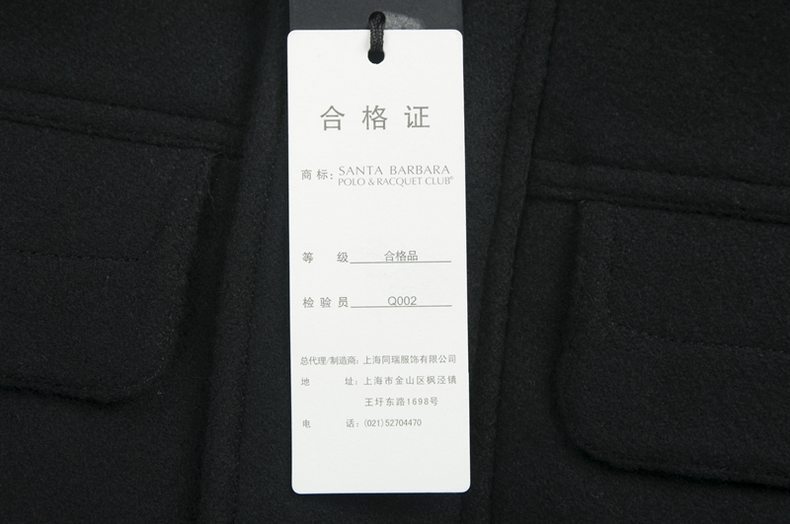 合格证
商标：SANTA BARBARA
POLO & RACQUET CLUB®
等 级 合格品
检验员 Q002
总代理/制造商：上海同瑞服饰有限公司
地 址：上海市金山区枫泾镇
王圩东路1698号
电 话：(021)52704470